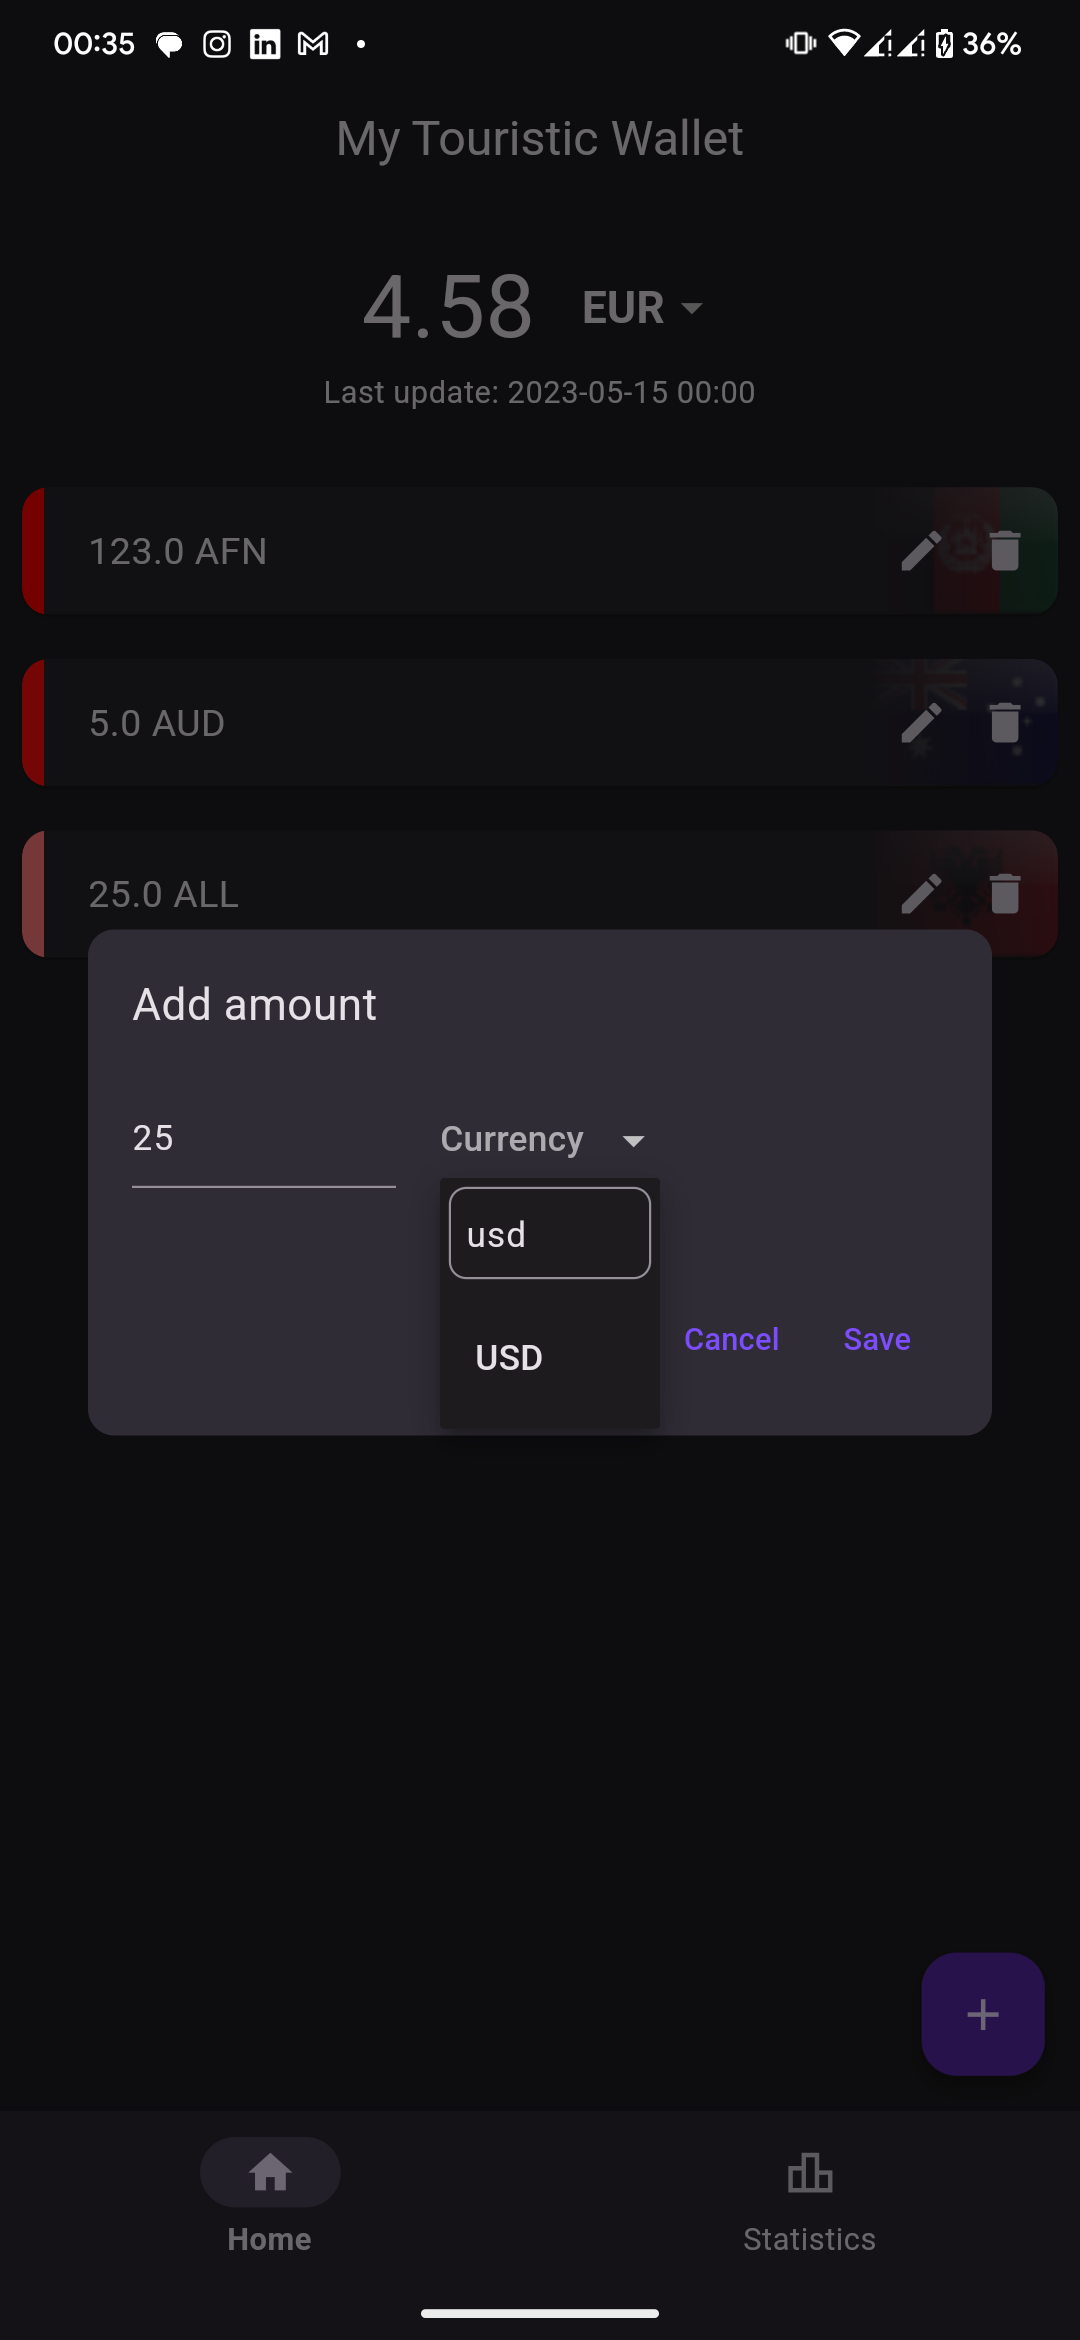 00:35
36%
My Touristic Wallet
4.58 EUR
Last update: 2023-05-15 00:00
123.0 AFN
5.0 AUD
25.0 ALL
Add amount
25 Currency
usd
USD
Cancel Save
Home Statistics